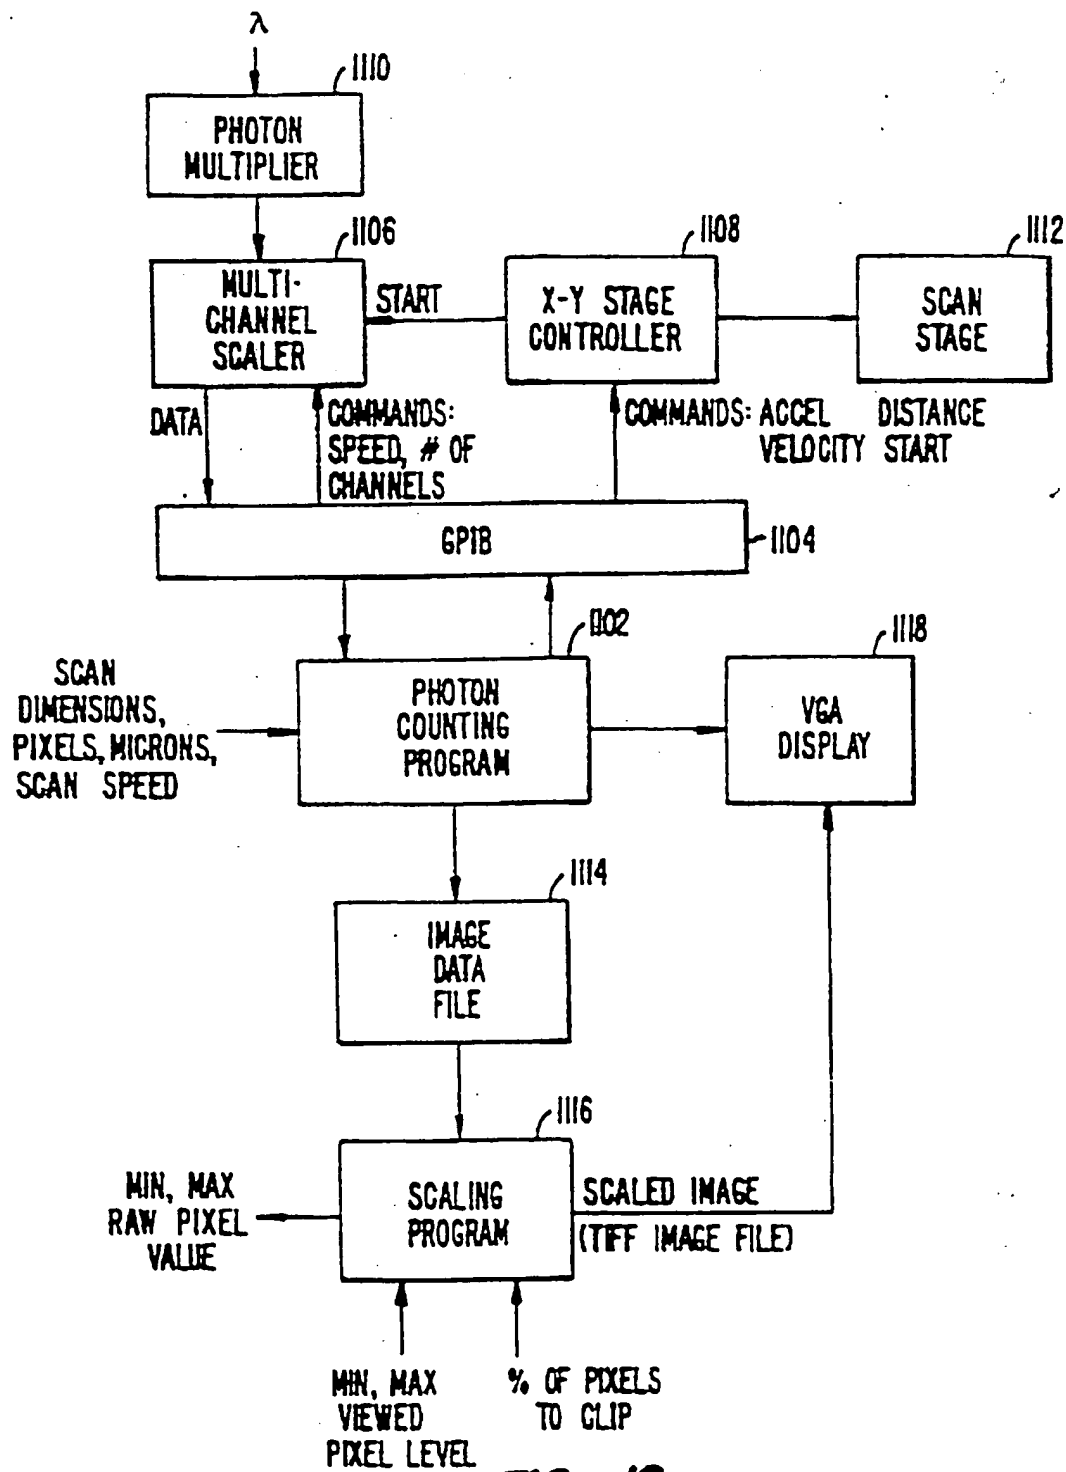 λ
1110
PHOTON
MULTIPLIER
1106
1108
1112
MULTI-
CHANNEL
SCALER
START
X-Y STAGE
CONTROLLER
SCAN
STAGE
DATA
COMMANDS:
SPEED, # OF
CHANNELS
COMMANDS: ACCEL DISTANCE
VELOCITY START
GPIB
1104
1102
1118
SCAN
DIMENSIONS,
PIXELS, MICRONS,
SCAN SPEED
PHOTON
COUNTING
PROGRAM
VGA
DISPLAY
1114
IMAGE
DATA
FILE
1116
MIN, MAX
RAW PIXEL
VALUE
SCALING
PROGRAM
SCALED IMAGE
(TIFF IMAGE FILE)
MIN, MAX
VIEWED
PIXEL LEVEL
% OF PIXELS
TO CLIP